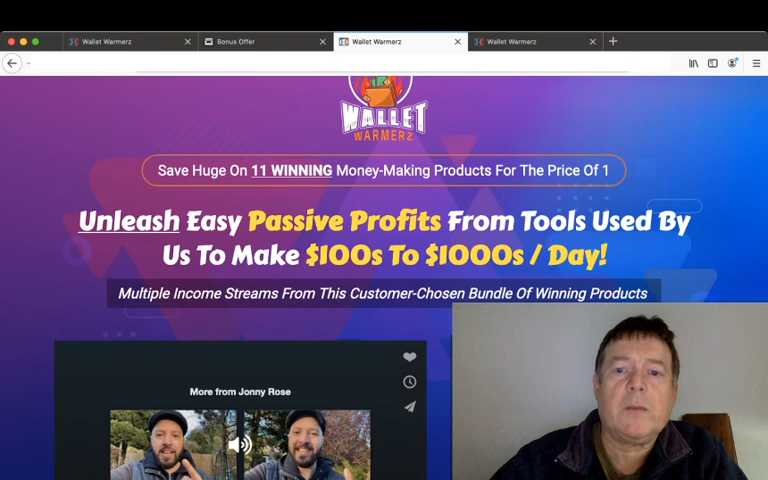 Wallet Warmerz
Bonus Offer
Wallet Warmerz
Wallet Warmerz
WALLET
WARMERZ
Save Huge On 11 WINNING Money-Making Products For The Price Of 1
Unleash Easy Passive Profits From Tools Used By
Us To Make $100s To $1000s / Day!
Multiple Income Streams From This Customer-Chosen Bundle Of Winning Products
More from Jonny Rose